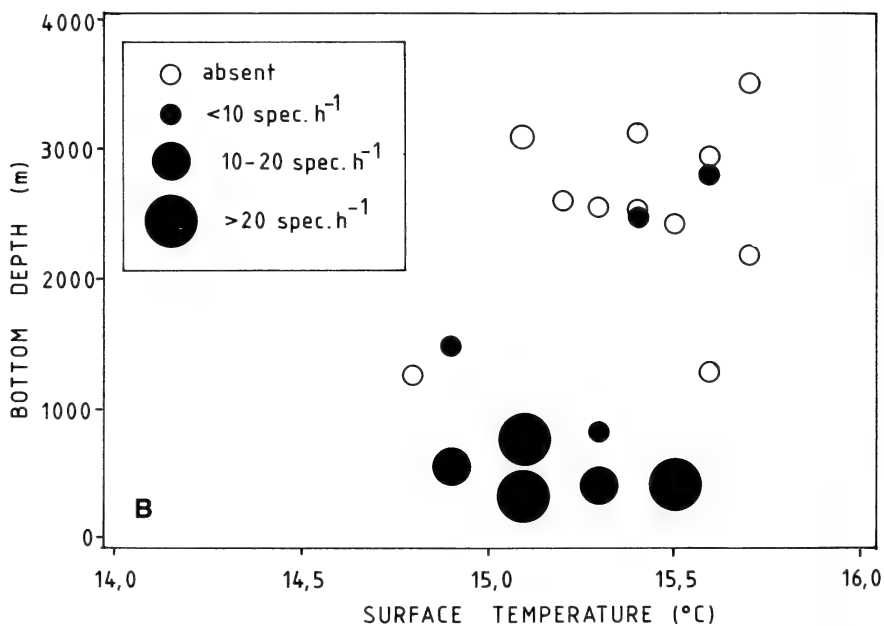 4000
3000
2000
1000
0
BOTTOM DEPTH (m)
absent
<10 spec.h⁻¹
10-20 spec.h⁻¹
>20 spec.h⁻¹
B
14,0 14,5 15,0 15,5 16,0
SURFACE TEMPERATURE (°C)